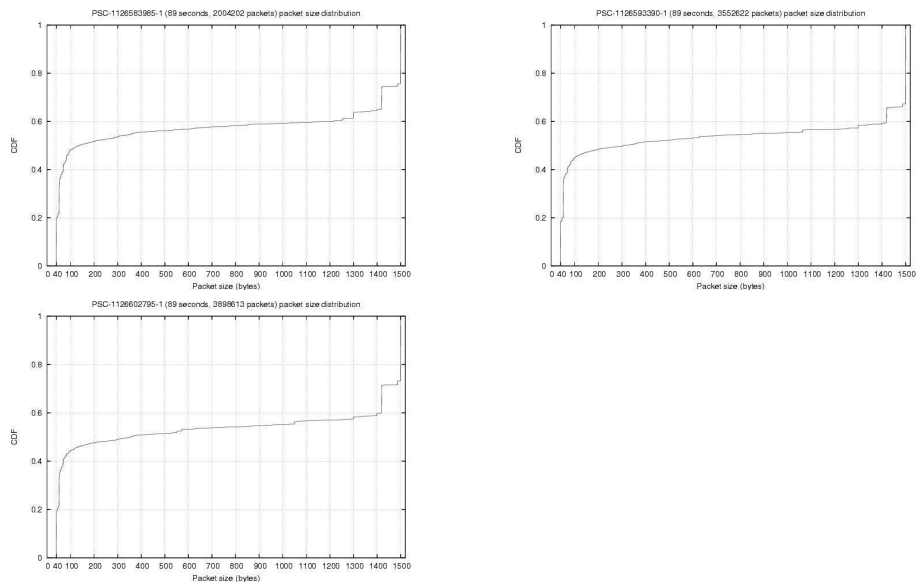 PSC-1126583985-1 (89 seconds, 2004202 packets) packet size distribution
1
0.8
0.6
0.4
0.2
0
CDF
0 40 100 200 300 400 500 600 700 800 900 1000 1100 1200 1300 1400 1500
Packet size (bytes)
PSC-1126593390-1 (89 seconds, 3552622 packets) packet size distribution
1
0.8
0.6
0.4
0.2
0
CDF
0 40 100 200 300 400 500 600 700 800 900 1000 1100 1200 1300 1400 1500
Packet size (bytes)
PSC-1126602795-1 (89 seconds, 3898613 packets) packet size distribution
1
0.8
0.6
0.4
0.2
0
CDF
0 40 100 200 300 400 500 600 700 800 900 1000 1100 1200 1300 1400 1500
Packet size (bytes)